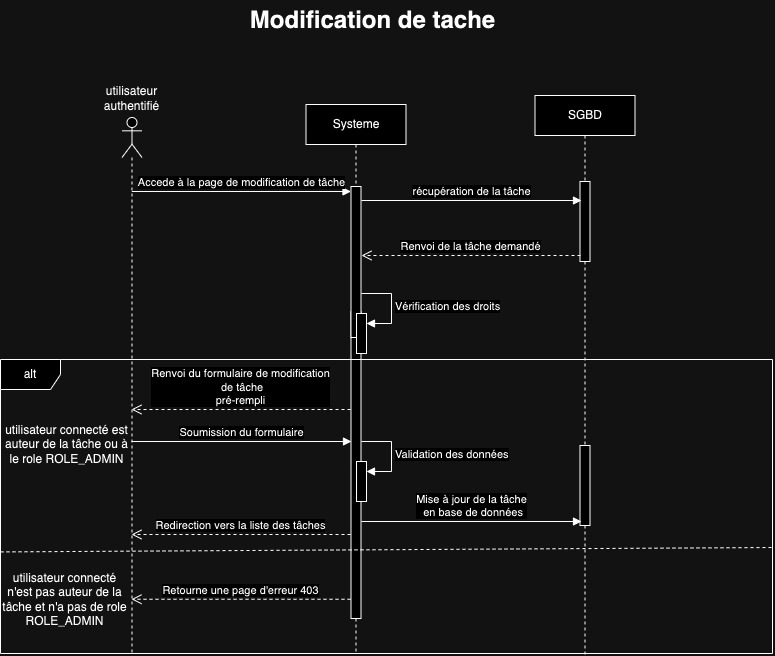 Modification de tache
utilisateur
authentifié
Systeme
SGBD
Accede à la page de modification de tâche
récupération de la tâche
Renvoi de la tâche demandé
Vérification des droits
alt
Renvoi du formulaire de modification
de tâche
pré-rempli
utilisateur connecté est
auteur de la tâche ou à
le role ROLE_ADMIN
Soumission du formulaire
Validation des données
Mise à jour de la tâche
en base de données
Redirection vers la liste des tâches
utilisateur connecté
n'est pas auteur de la
tâche et n'a pas de role
ROLE_ADMIN
Retourne une page d'erreur 403